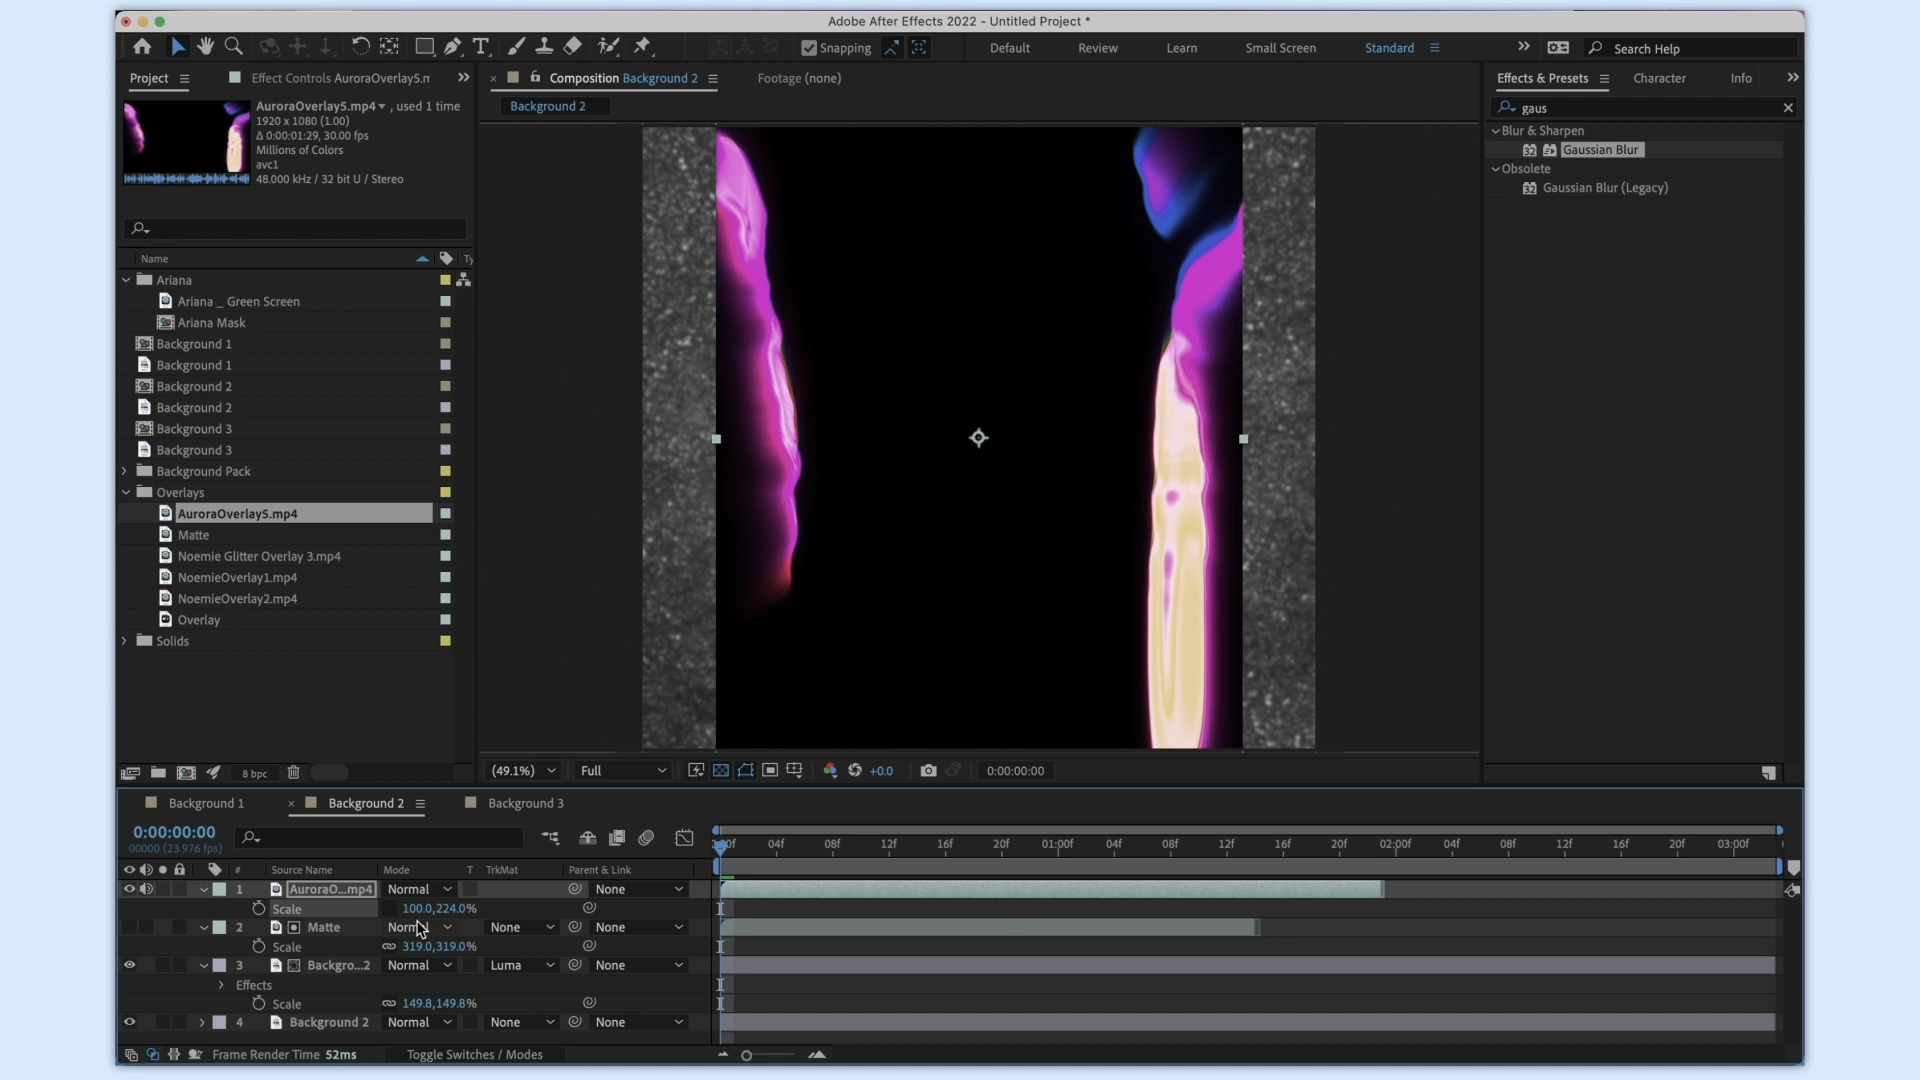 Adobe After Effects 2022 - Untitled Project *
Snapping
Default
Review
Learn
Small Screen
Standard
Search Help
Project
Effect Controls AuroraOverlay5.m
Composition Background 2
Footage (none)
Effects & Presets
Character
Info
Background 2
AuroraOverlay5.mp4 , used 1 time
1920 x 1080 (1.00)
Δ 0:00:01:29, 30.00 fps
Millions of Colors
avc1
48.000 kHz / 32 bit U / Stereo
gaus
Blur & Sharpen
32 Gaussian Blur
Obsolete
32 Gaussian Blur (Legacy)
Name
Ty
Ariana
Ariana _ Green Screen
Ariana Mask
Background 1
Background 1
Background 2
Background 2
Background 3
Background 3
Background Pack
Overlays
AuroraOverlay5.mp4
Matte
Noemie Glitter Overlay 3.mp4
NoemieOverlay1.mp4
NoemieOverlay2.mp4
Overlay
Solids
8 bpc
(49.1%)
Full
+0.0
0:00:00:00
Background 1
Background 2
Background 3
0:00:00:00
00000 (23.976 fps)
:00f 04f 08f 12f 16f 20f 01:00f 04f 08f 12f 16f 20f 02:00f 04f 08f 12f 16f 20f 03:00f
# Source Name Mode T TrkMat Parent & Link
1 AuroraO...mp4 Normal None
Scale 100.0,224.0%
2 Matte Normal None None
Scale 319.0,319.0%
3 Backgro...2 Normal Luma None
Effects
Scale 149.8,149.8%
4 Background 2 Normal None None
Frame Render Time 52ms
Toggle Switches / Modes